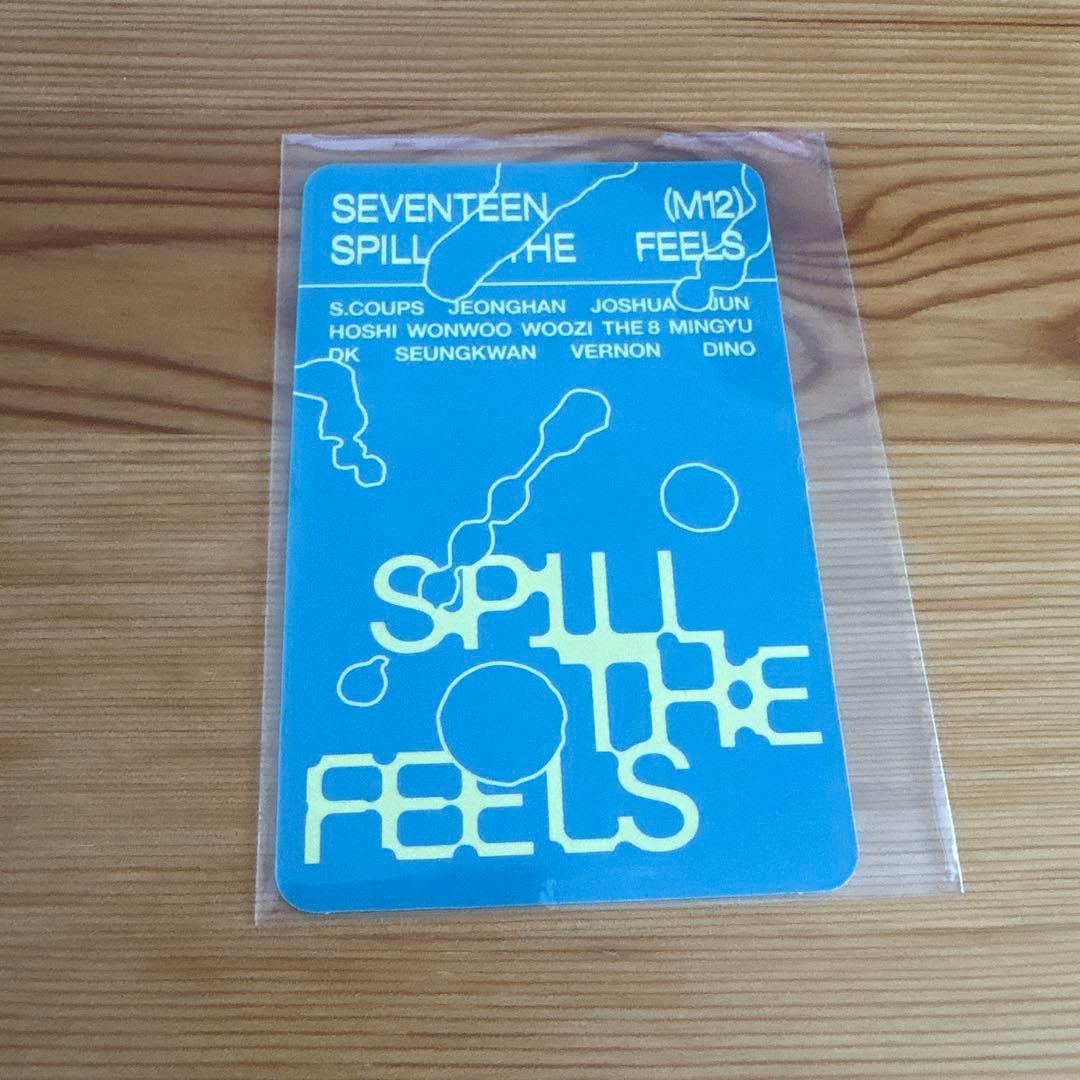 SEVENTEEN (M12)
SPILL THE FEELS
S.COUPS JEONGHAN JOSHUA JUN
HOSHI WONWOO WOOZI THE 8 MINGYU
DK SEUNGKWAN VERNON DINO
SPILL
THE
FEELS